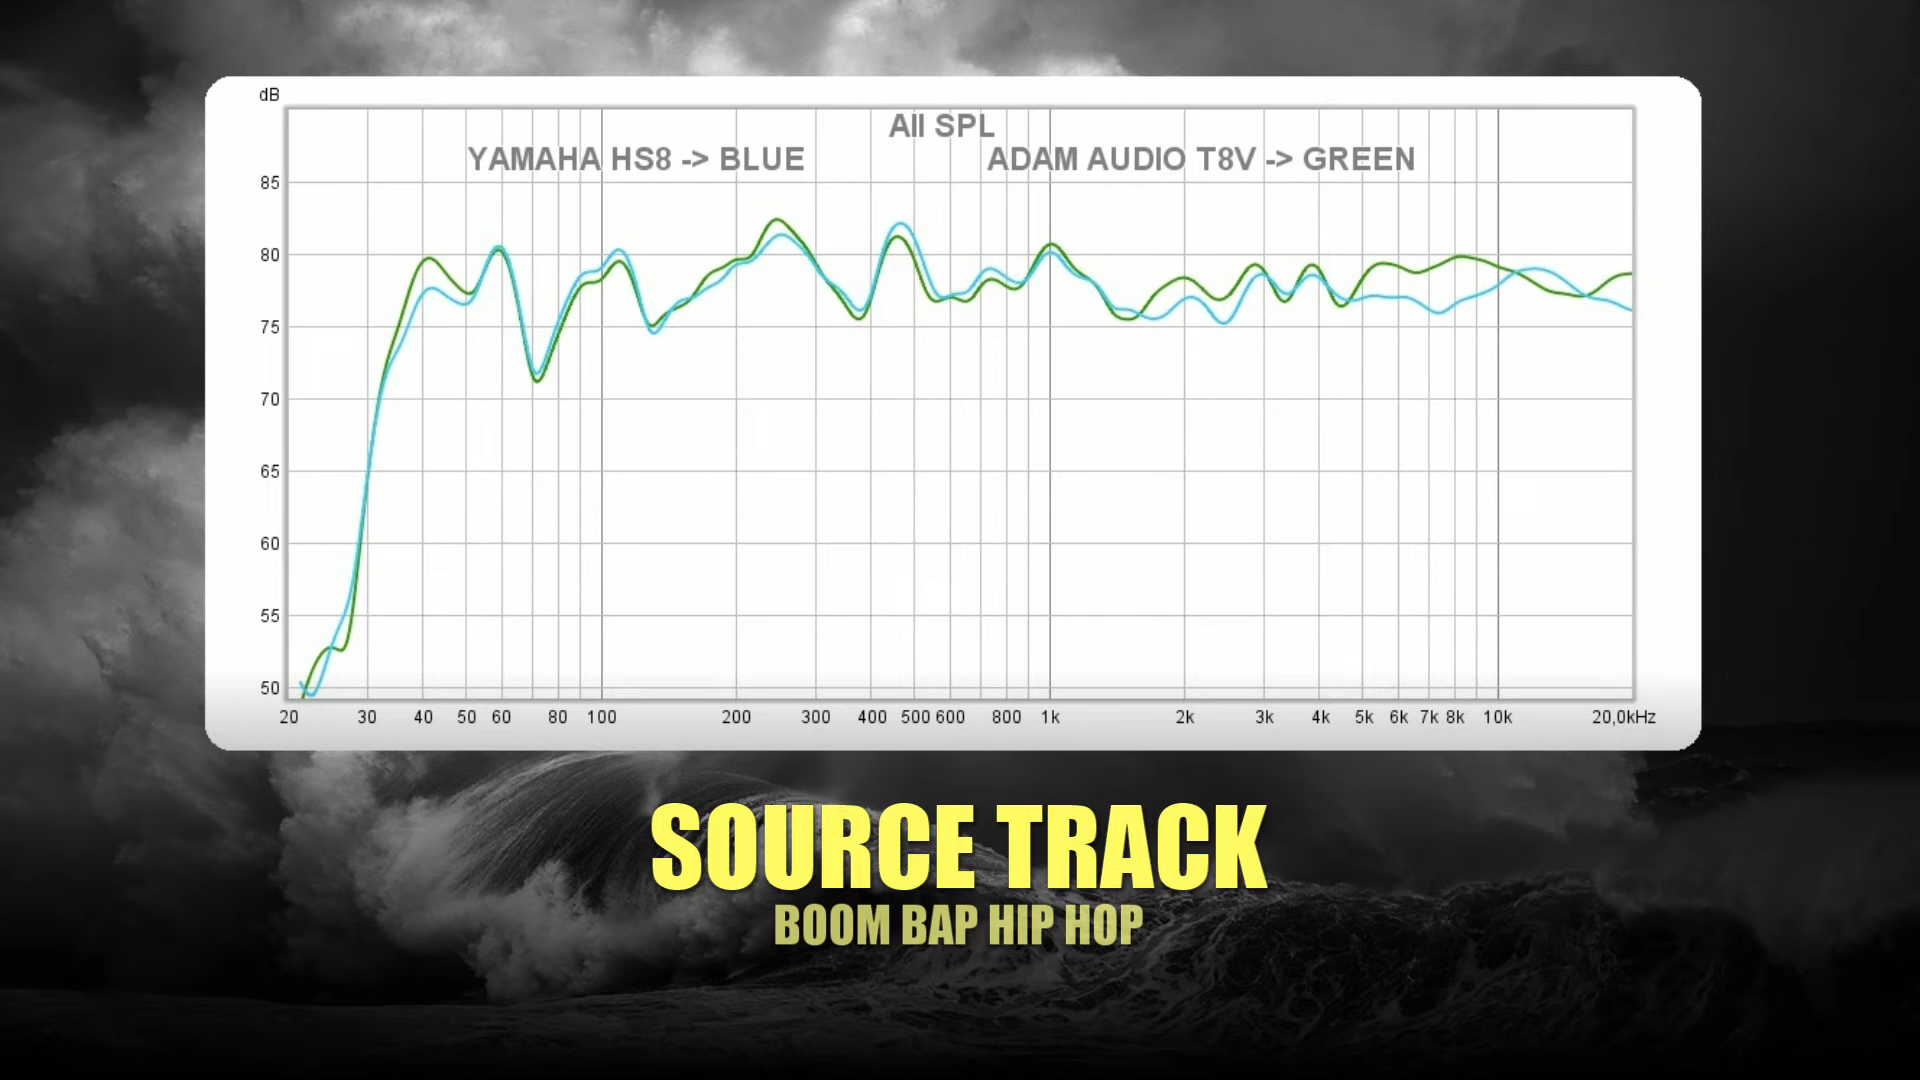 dB
All SPL
YAMAHA HS8 -> BLUE ADAM AUDIO T8V -> GREEN
85
80
75
70
65
60
55
50
20 30 40 50 60 80 100 200 300 400 500 600 800 1k 2k 3k 4k 5k 6k 7k 8k 10k 20,0kHz
SOURCE TRACK
BOOM BAP HIP HOP